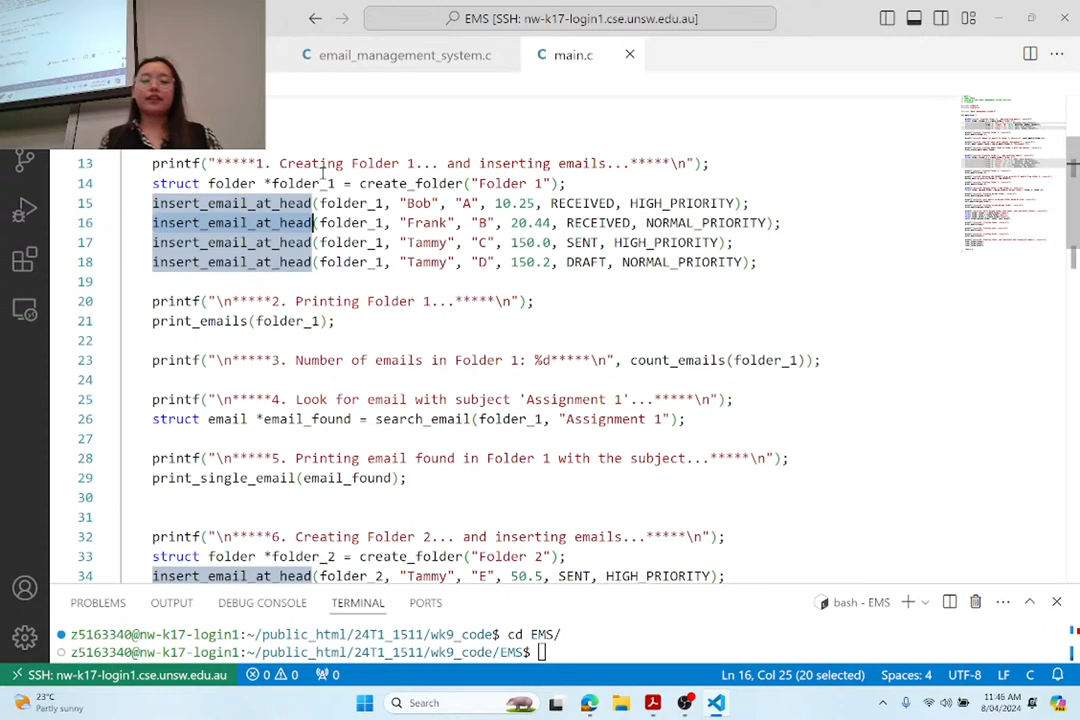 EMS [SSH: nw-k17-login1.cse.unsw.edu.au]
C email_management_system.c
C main.c
13 printf("*****1. Creating Folder 1... and inserting emails...*****\n");
14 struct folder *folder_1 = create_folder("Folder 1");
15 insert_email_at_head(folder_1, "Bob", "A", 10.25, RECEIVED, HIGH_PRIORITY);
16 insert_email_at_head(folder_1, "Frank", "B", 20.44, RECEIVED, NORMAL_PRIORITY);
17 insert_email_at_head(folder_1, "Tammy", "C", 150.0, SENT, HIGH_PRIORITY);
18 insert_email_at_head(folder_1, "Tammy", "D", 150.2, DRAFT, NORMAL_PRIORITY);
19
20 printf("\n*****2. Printing Folder 1...*****\n");
21 print_emails(folder_1);
22
23 printf("\n*****3. Number of emails in Folder 1: %d*****\n", count_emails(folder_1));
24
25 printf("\n*****4. Look for email with subject 'Assignment 1'...*****\n");
26 struct email *email_found = search_email(folder_1, "Assignment 1");
27
28 printf("\n*****5. Printing email found in Folder 1 with the subject...*****\n");
29 print_single_email(email_found);
30
31
32 printf("\n*****6. Creating Folder 2... and inserting emails...*****\n");
33 struct folder *folder_2 = create_folder("Folder 2");
34 insert_email_at_head(folder_2, "Tammy", "E", 50.5, SENT, HIGH_PRIORITY);
PROBLEMS OUTPUT DEBUG CONSOLE TERMINAL PORTS bash - EMS
z5163340@nw-k17-login1:~/public_html/24T1_1511/wk9_code$ cd EMS/
z5163340@nw-k17-login1:~/public_html/24T1_1511/wk9_code/EMS$
SSH: nw-k17-login1.cse.unsw.edu.au 0 0 0 Ln 16, Col 25 (20 selected) Spaces: 4 UTF-8 LF C
23°C
Partly sunny
Search
11:46 AM
8/04/2024